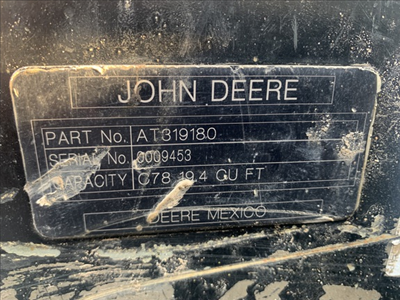 JOHN DEERE
PART No. AT319180
SERIAL No. 0009453
CAPACITY C78 19.4 CU FT
DEERE MEXICO